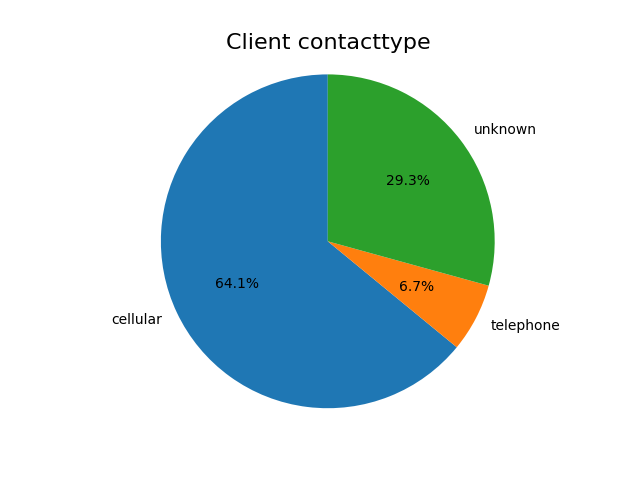 Client contacttype
unknown
29.3%
64.1%
6.7%
cellular
telephone